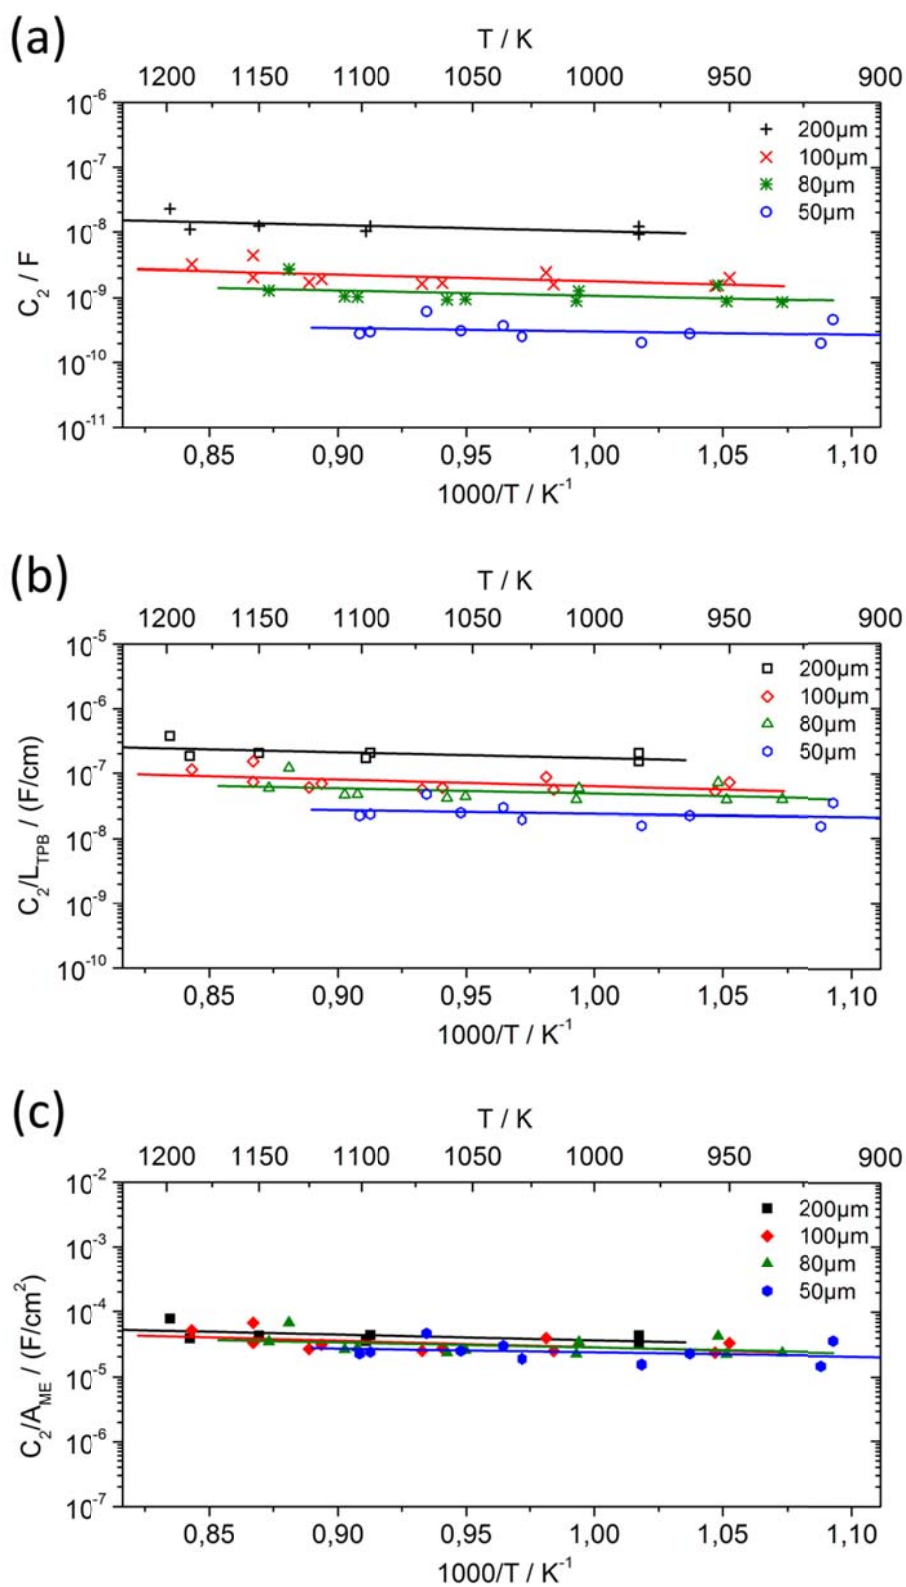 (a)
T / K
1200 1150 1100 1050 1000 950 900
10⁻⁶
10⁻⁷
10⁻⁸
10⁻⁹
10⁻¹⁰
10⁻¹¹
C₂ / F
200µm
100µm
80µm
50µm
0,85 0,90 0,95 1,00 1,05 1,10
1000/T / K⁻¹
(b)
T / K
1200 1150 1100 1050 1000 950 900
10⁻⁵
10⁻⁶
10⁻⁷
10⁻⁸
10⁻⁹
10⁻¹⁰
C₂/L_TPB / (F/cm)
200µm
100µm
80µm
50µm
0,85 0,90 0,95 1,00 1,05 1,10
1000/T / K⁻¹
(c)
T / K
1200 1150 1100 1050 1000 950 900
10⁻²
10⁻³
10⁻⁴
10⁻⁵
10⁻⁶
10⁻⁷
C₂/A_ME / (F/cm²)
200µm
100µm
80µm
50µm
0,85 0,90 0,95 1,00 1,05 1,10
1000/T / K⁻¹